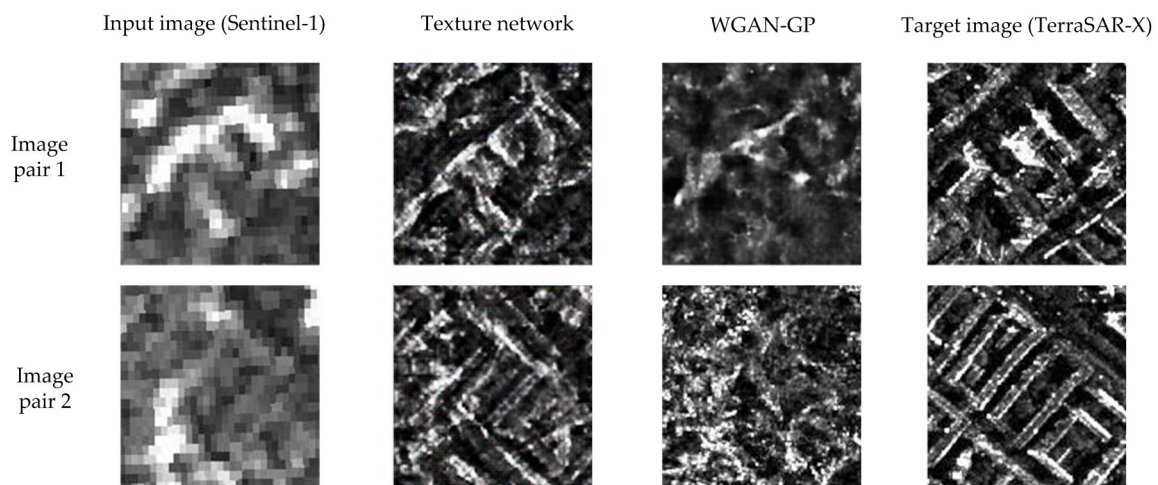 Input image (Sentinel-1)
Texture network
WGAN-GP
Target image (TerraSAR-X)
Image
pair 1
Image
pair 2